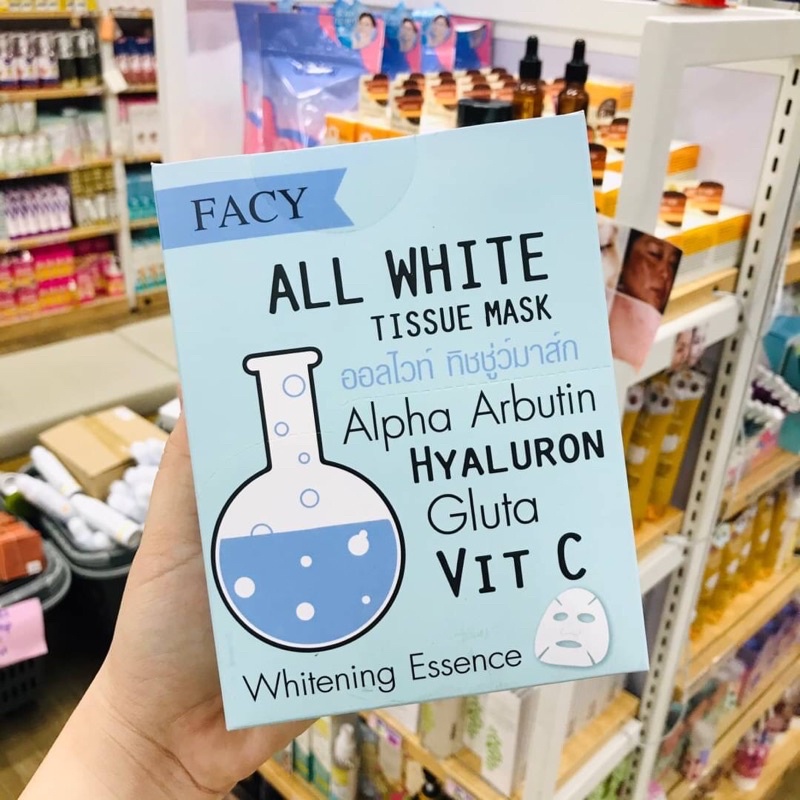 FACY
ALL WHITE
TISSUE MASK
ออลไวท์ ทิชชู่ว์มาส์ก
Alpha Arbutin
HYALURON
Gluta
VIT C
Whitening Essence